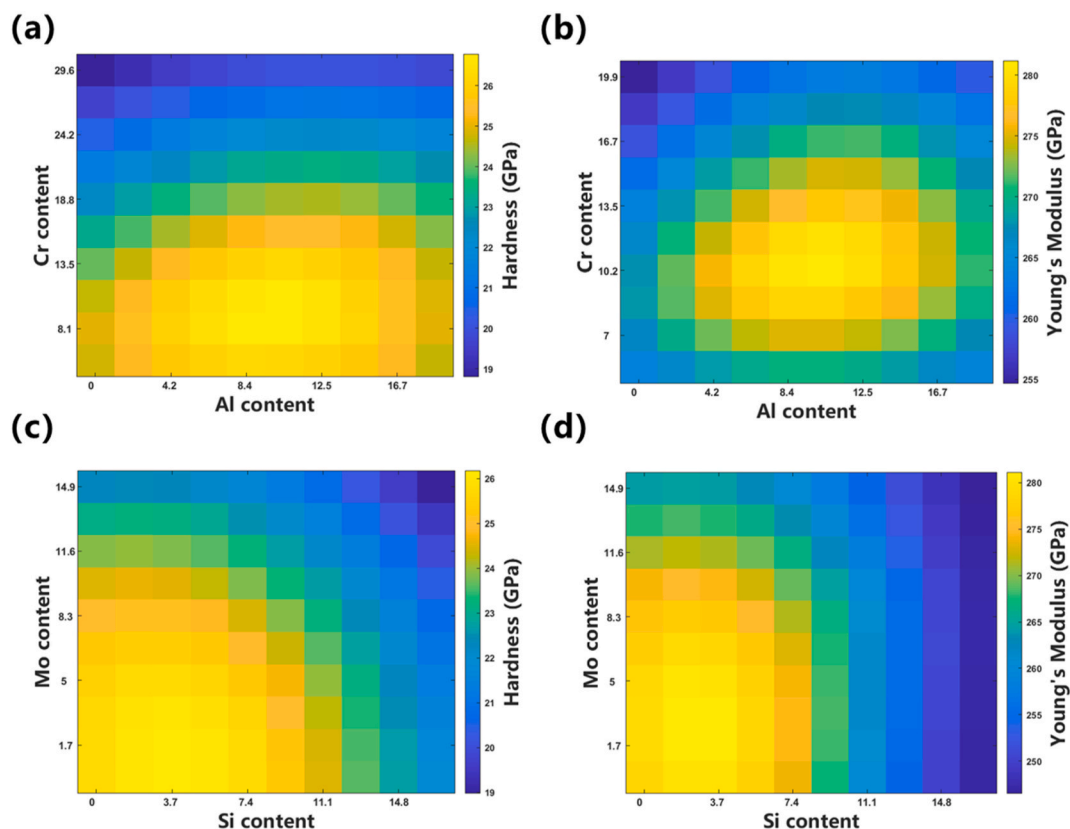 (a)
29.6
24.2
18.8
13.5
8.1
Cr content
0 4.2 8.4 12.5 16.7
Al content
26
25
24
23
22
21
20
19
Hardness (GPa)
(b)
19.9
16.7
13.5
10.2
7
Cr content
0 4.2 8.4 12.5 16.7
Al content
280
275
270
265
260
255
Young's Modulus (GPa)
(c)
14.9
11.6
8.3
5
1.7
Mo content
0 3.7 7.4 11.1 14.8
Si content
26
25
24
23
22
21
20
19
Hardness (GPa)
(d)
14.9
11.6
8.3
5
1.7
Mo content
0 3.7 7.4 11.1 14.8
Si content
280
275
270
265
260
255
250
Young's Modulus (GPa)